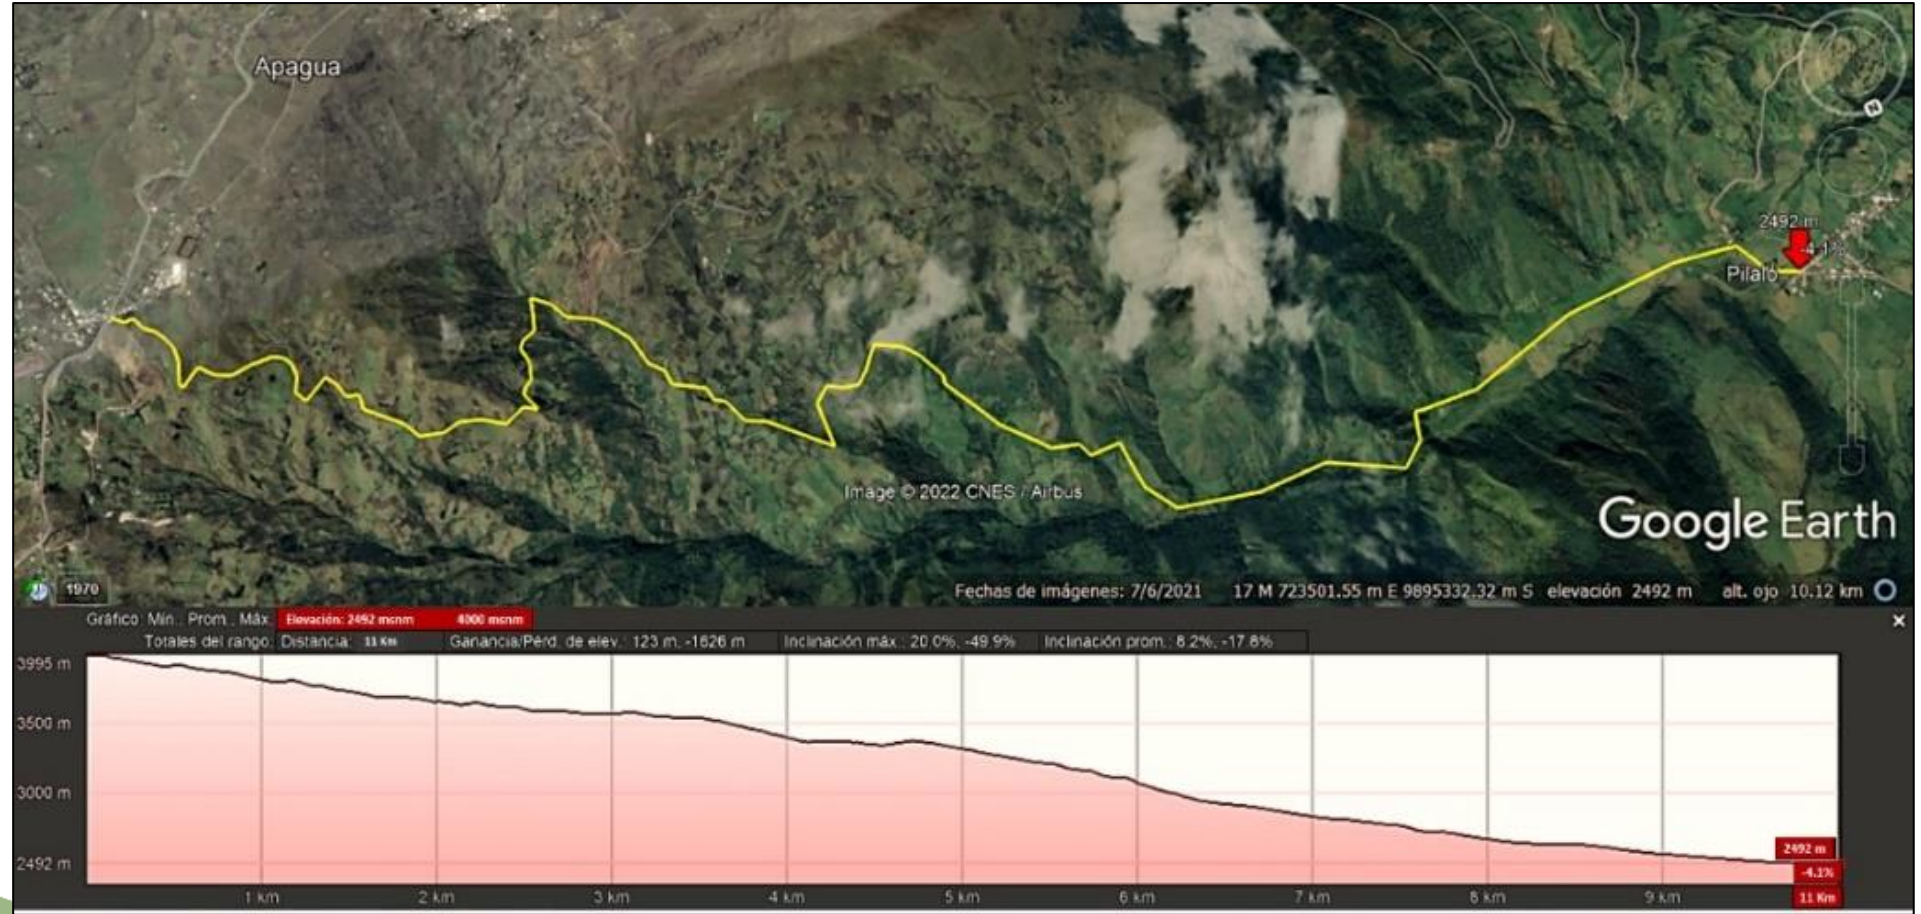 Apagua
2492 m
-4.1%
Pilaló
Image © 2022 CNES / Airbus
Google Earth
1970
Fechas de imágenes: 7/6/2021 17 M 723501.55 m E 9895332.32 m S elevación 2492 m alt. ojo 10.12 km
Gráfico: Mín., Prom., Máx. Elevación: 2492 msnm 4000 msnm
Totales del rango: Distancia: 11 Km Ganancia/Pérd. de elev.: 123 m, -1626 m Inclinación máx.: 20.0%, -49.9% Inclinación prom.: 8.2%, -17.8%
3995 m
3500 m
3000 m
2492 m
2492 m
-4.1%
1 km 2 km 3 km 4 km 5 km 6 km 7 km 8 km 9 km 11 Km